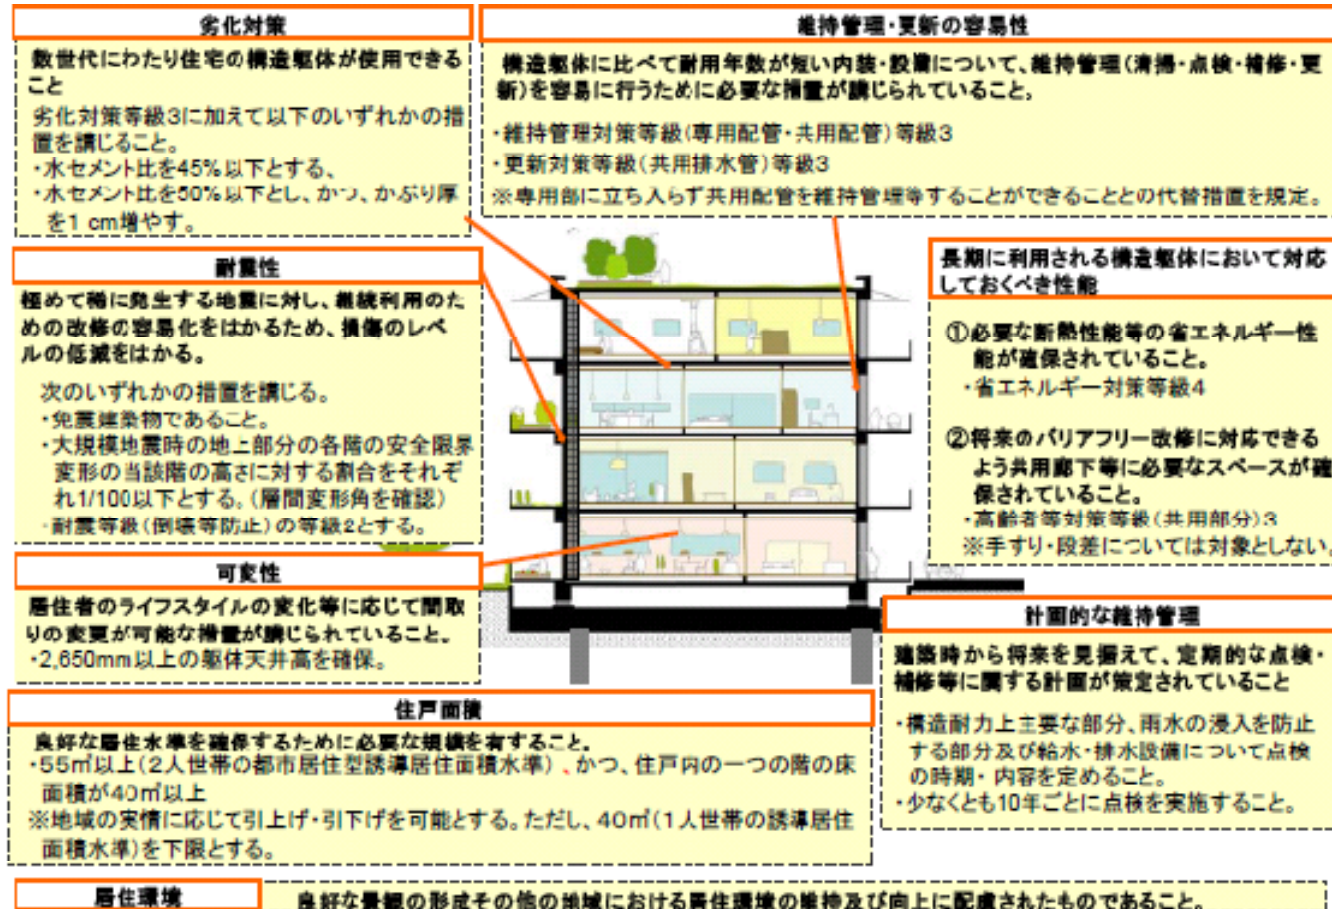 劣化対策
数世代にわたり住宅の構造躯体が使用できる
こと
劣化対策等級3に加えて以下のいずれかの措
置を講じること。
・水セメント比を45%以下とする、
・水セメント比を50%以下とし、かつ、かぶり厚
を1 cm増やす。
維持管理・更新の容易性
構造躯体に比べて耐用年数が短い内装・設備について、維持管理(清掃・点検・補修・更
新)を容易に行うために必要な措置が講じられていること。
・維持管理対策等級(専用配管・共用配管)等級3
・更新対策等級(共用排水管)等級3
※専用部に立ち入らず共用配管を維持管理等することができることとの代替措置を規定。
耐震性
極めて稀に発生する地震に対し、継続利用のた
めの改修の容易化をはかるため、損傷のレベ
ルの低減をはかる。
次のいずれかの措置を講じる。
・免震建築物であること。
・大規模地震時の地上部分の各階の安全限界
変形の当該階の高さに対する割合をそれぞ
れ1/100以下とする。(層間変形角を確認)
・耐震等級(倒壊等防止)の等級2とする。
長期に利用される構造躯体において対応
しておくべき性能
①必要な断熱性能等の省エネルギー性
能が確保されていること。
・省エネルギー対策等級4
②将来のバリアフリー改修に対応できる
よう共用廊下等に必要なスペースが確
保されていること。
・高齢者等対策等級(共用部分)3
※手すり・段差については対象としない。
可変性
居住者のライフスタイルの変化等に応じて間取
りの変更が可能な措置が講じられていること。
・2,650mm以上の躯体天井高を確保。
計画的な維持管理
建築時から将来を見据えて、定期的な点検・
補修等に関する計画が策定されていること
・構造耐力上主要な部分、雨水の浸入を防止
する部分及び給水・排水設備について点検
の時期・内容を定めること。
・少なくとも10年ごとに点検を実施すること。
住戸面積
良好な居住水準を確保するために必要な規模を有すること。
・55㎡以上(2人世帯の都市居住型誘導居住面積水準)、かつ、住戸内の一つの階の床
面積が40㎡以上
※地域の実情に応じて引上げ・引下げを可能とする。ただし、40㎡(1人世帯の誘導居住
面積水準)を下限とする。
居住環境
良好な景観の形成その他の地域における居住環境の維持及び向上に配慮されたものであること。